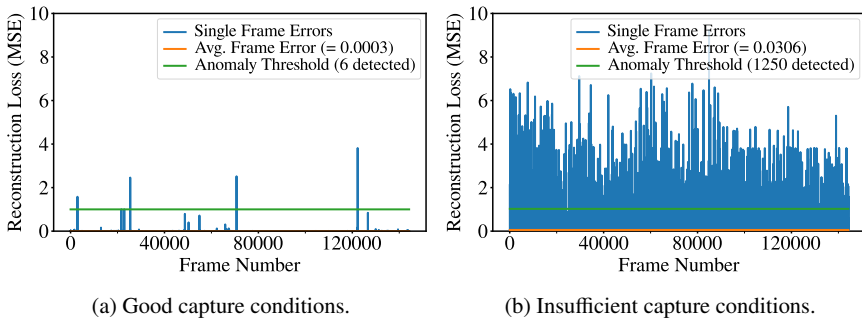 10
8
6
4
2
0
Reconstruction Loss (MSE)
Single Frame Errors
Avg. Frame Error (= 0.0003)
Anomaly Threshold (6 detected)
0
40000
80000
120000
Frame Number
(a) Good capture conditions.
10
8
6
4
2
0
Reconstruction Loss (MSE)
Single Frame Errors
Avg. Frame Error (= 0.0306)
Anomaly Threshold (1250 detected)
0
40000
80000
120000
Frame Number
(b) Insufficient capture conditions.